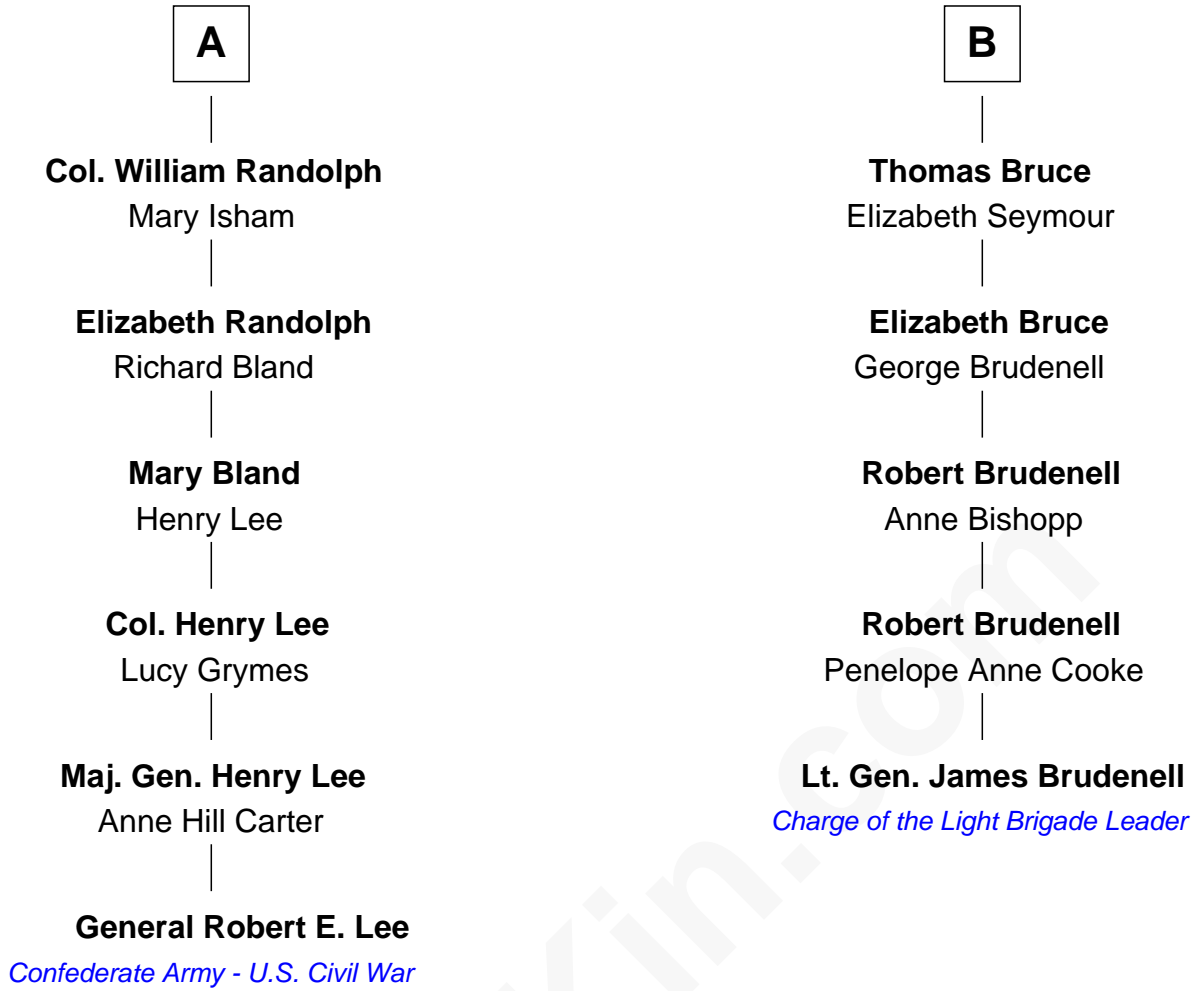 A
Col. William Randolph
Mary Isham
Elizabeth Randolph
Richard Bland
Mary Bland
Henry Lee
Col. Henry Lee
Lucy Grymes
Maj. Gen. Henry Lee
Anne Hill Carter
General Robert E. Lee
Confederate Army - U.S. Civil War
B
Thomas Bruce
Elizabeth Seymour
Elizabeth Bruce
George Brudenell
Robert Brudenell
Anne Bishopp
Robert Brudenell
Penelope Anne Cooke
Lt. Gen. James Brudenell
Charge of the Light Brigade Leader